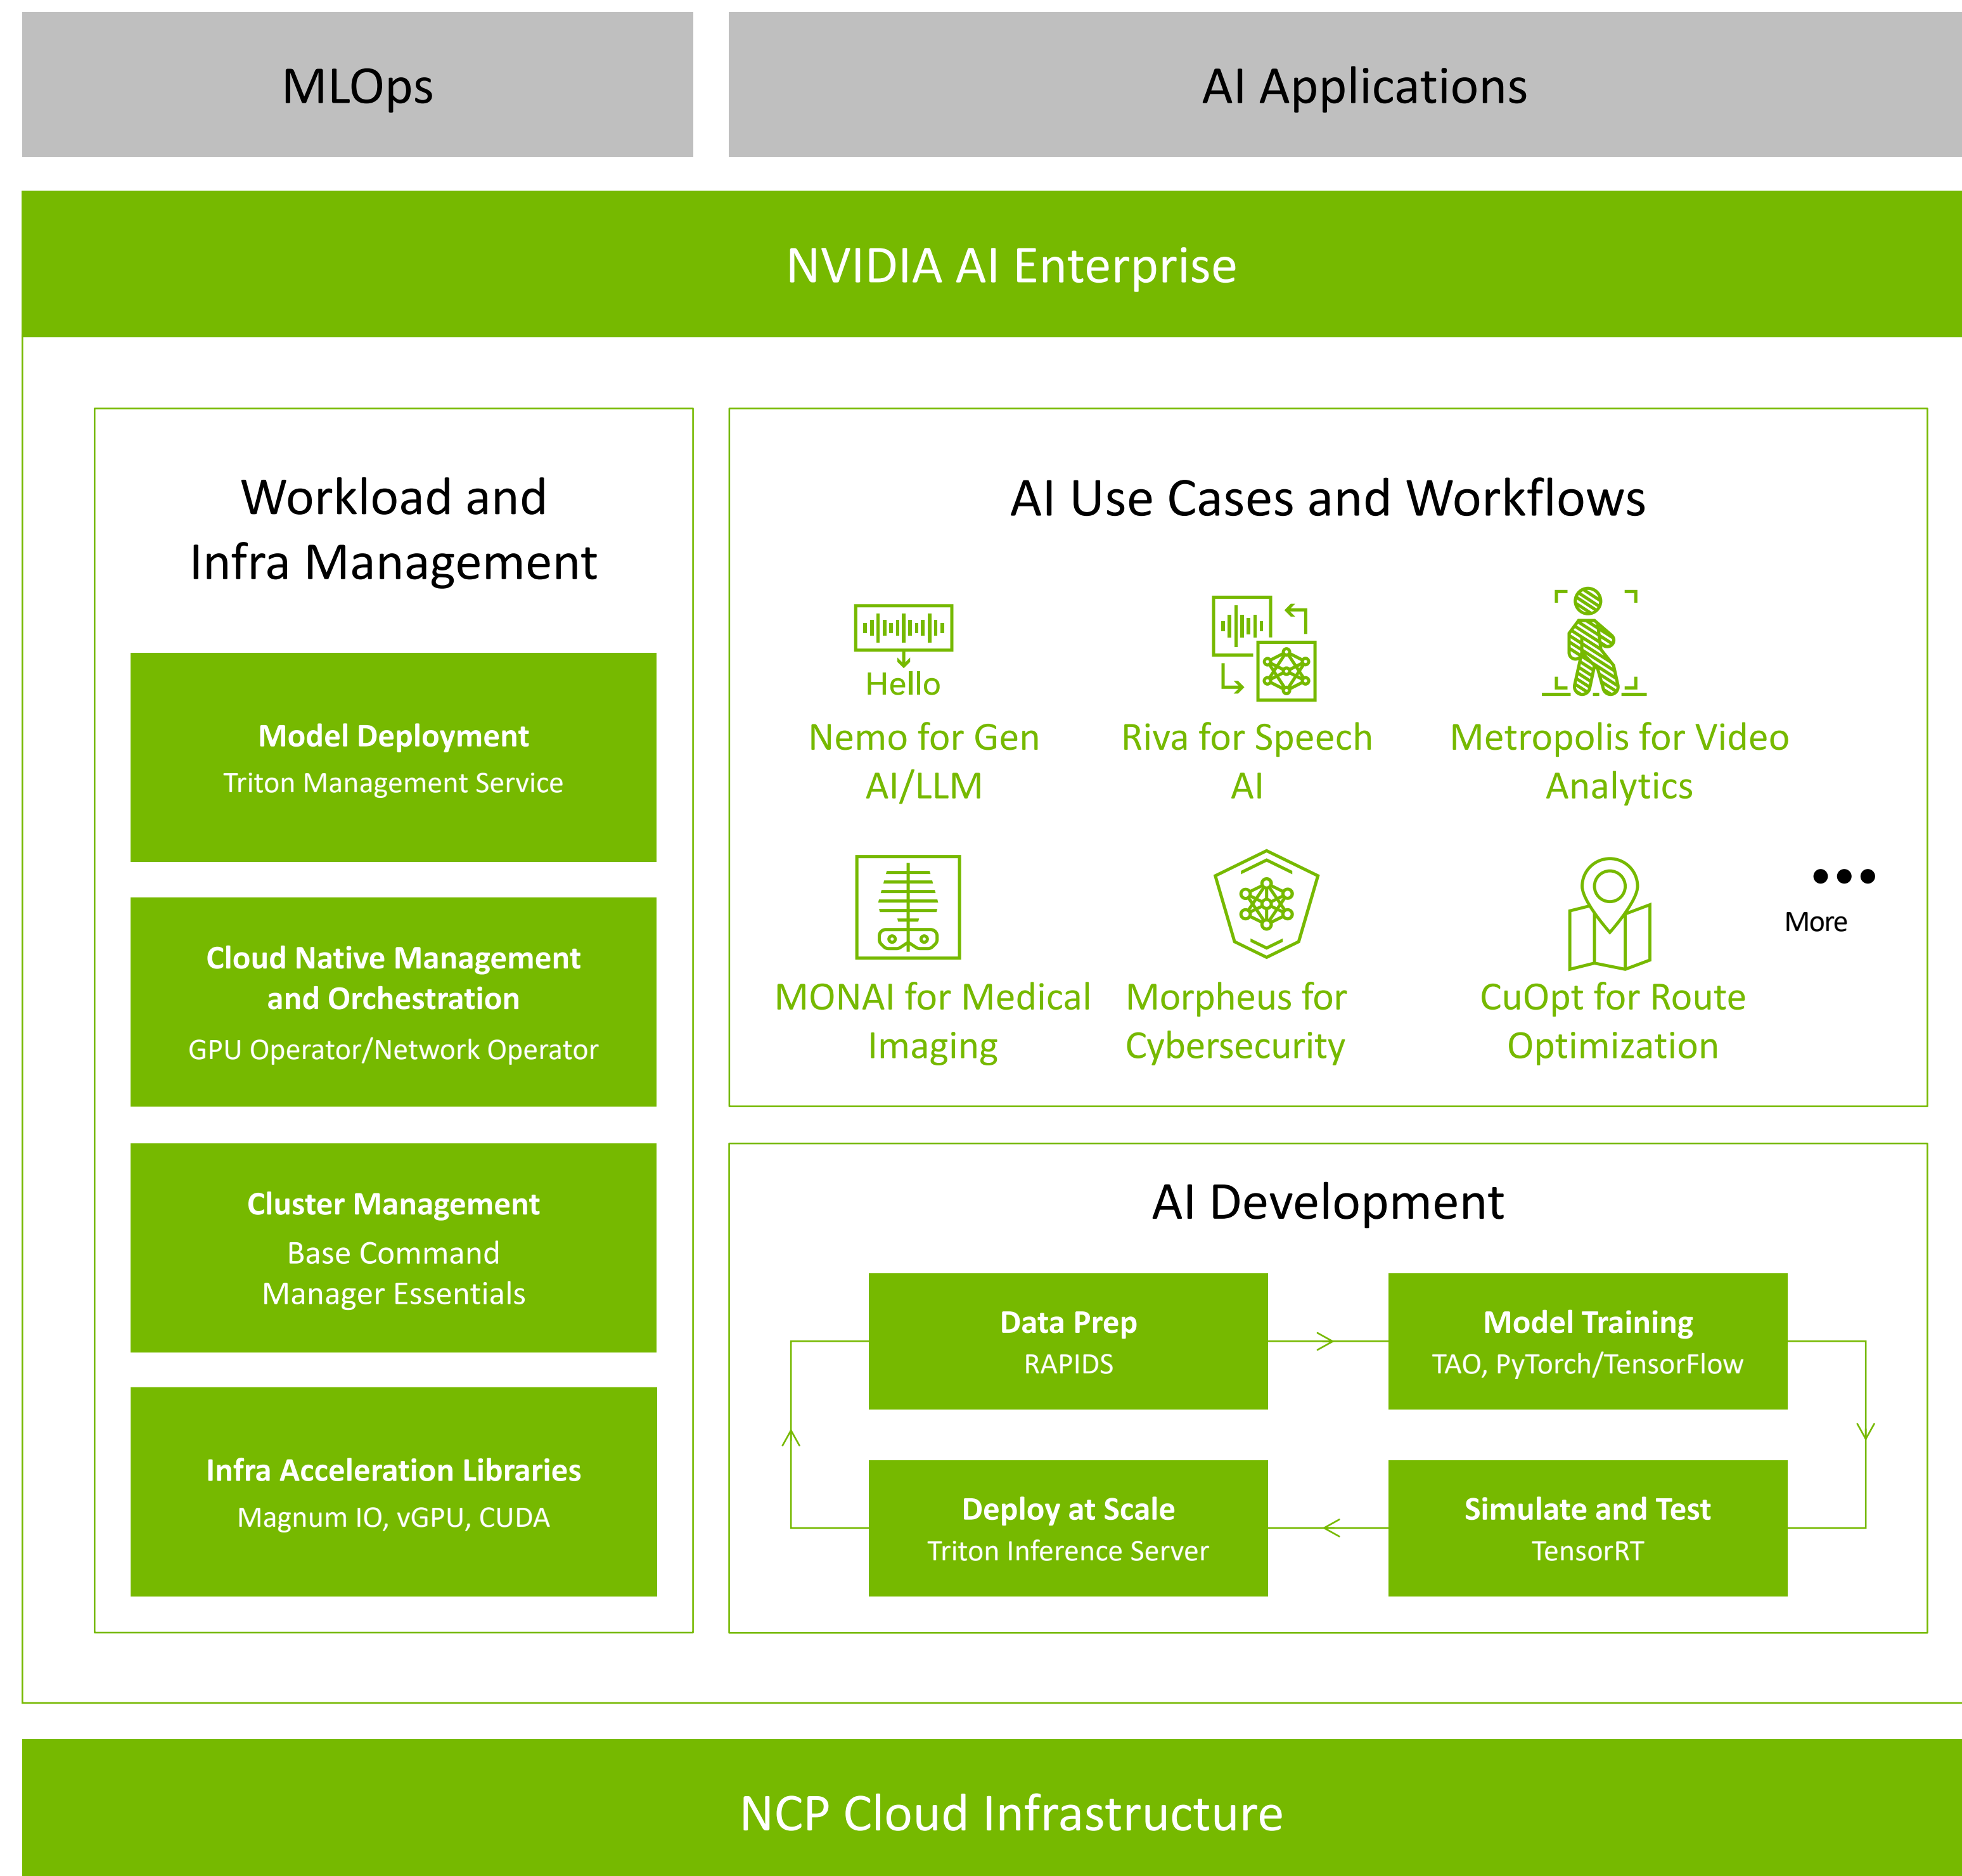 MLOps
AI Applications
NVIDIA AI Enterprise
Workload and
Infra Management
Model Deployment
Triton Management Service
Cloud Native Management
and Orchestration
GPU Operator/Network Operator
Cluster Management
Base Command
Manager Essentials
Infra Acceleration Libraries
Magnum IO, vGPU, CUDA
AI Use Cases and Workflows
Hello
Nemo for Gen
AI/LLM
Riva for Speech
AI
Metropolis for Video
Analytics
MONAI for Medical
Imaging
Morpheus for
Cybersecurity
CuOpt for Route
Optimization
•••
More
AI Development
Data Prep
RAPIDS
Model Training
TAO, PyTorch/TensorFlow
Deploy at Scale
Triton Inference Server
Simulate and Test
TensorRT
NCP Cloud Infrastructure